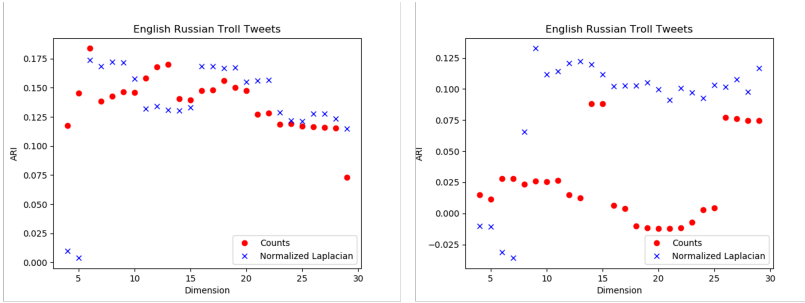 English Russian Troll Tweets
ARI
0.175
0.150
0.125
0.100
0.075
0.050
0.025
0.000
5 10 15 20 25 30
Dimension
Counts
Normalized Laplacian
English Russian Troll Tweets
ARI
0.125
0.100
0.075
0.050
0.025
0.000
−0.025
5 10 15 20 25 30
Dimension
Counts
Normalized Laplacian